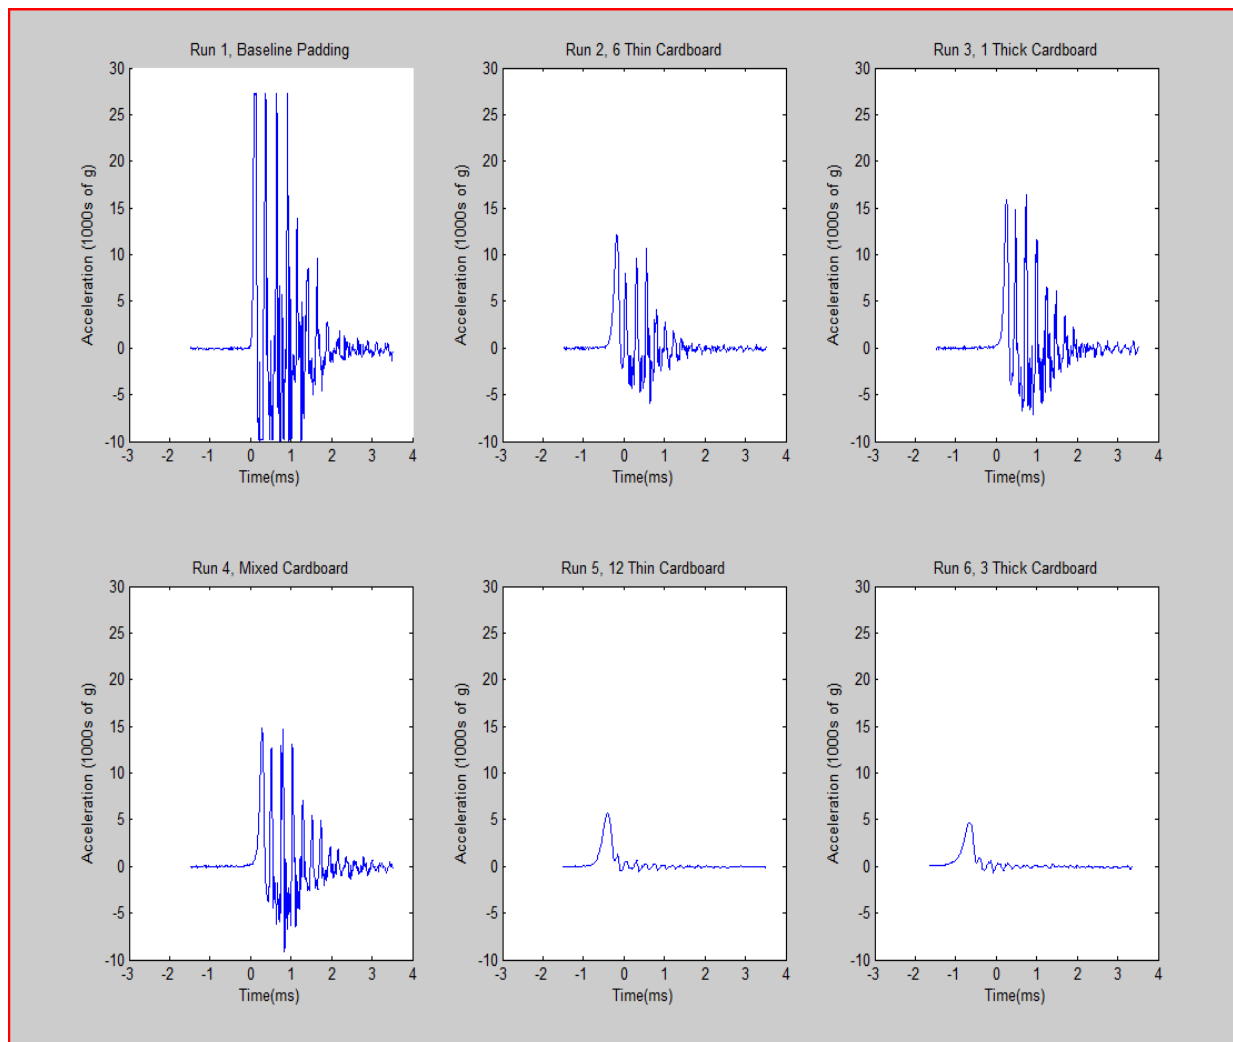 Run 1, Baseline Padding
30
25
20
15
10
5
0
-5
-10
Acceleration (1000s of g)
-3 -2 -1 0 1 2 3 4
Time(ms)
Run 2, 6 Thin Cardboard
30
25
20
15
10
5
0
-5
-10
Acceleration (1000s of g)
-3 -2 -1 0 1 2 3 4
Time(ms)
Run 3, 1 Thick Cardboard
30
25
20
15
10
5
0
-5
-10
Acceleration (1000s of g)
-3 -2 -1 0 1 2 3 4
Time(ms)
Run 4, Mixed Cardboard
30
25
20
15
10
5
0
-5
-10
Acceleration (1000s of g)
-3 -2 -1 0 1 2 3 4
Time(ms)
Run 5, 12 Thin Cardboard
30
25
20
15
10
5
0
-5
-10
Acceleration (1000s of g)
-3 -2 -1 0 1 2 3 4
Time(ms)
Run 6, 3 Thick Cardboard
30
25
20
15
10
5
0
-5
-10
Acceleration (1000s of g)
-3 -2 -1 0 1 2 3 4
Time(ms)